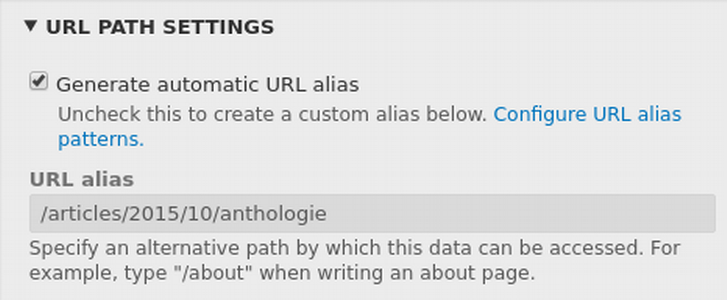 ▼ URL PATH SETTINGS
Generate automatic URL alias
Uncheck this to create a custom alias below. Configure URL alias
patterns.
URL alias
/articles/2015/10/anthologie
Specify an alternative path by which this data can be accessed. For
example, type "/about" when writing an about page.